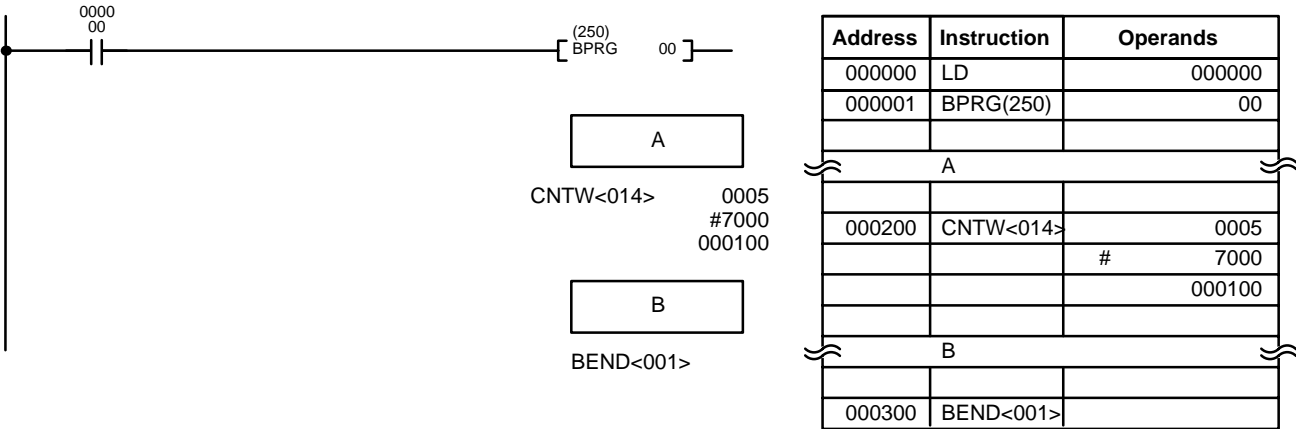 0000
00
(250)
BPRG 00
A
CNTW<014> 0005
#7000
000100
B
BEND<001>
Address Instruction Operands
000000 LD 000000
000001 BPRG(250) 00
A
000200 CNTW<014> 0005
# 7000
000100
B
000300 BEND<001>